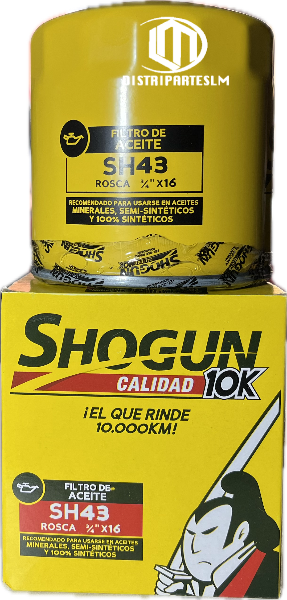 DISTRIPARTESLM
FILTRO DE
ACEITE
SH43
ROSCA ¾"X16
RECOMENDADO PARA USARSE EN ACEITES
MINERALES, SEMI-SINTÉTICOS
Y 100% SINTÉTICOS
SHOGUN
CALIDAD 10K
¡EL QUE RINDE
10.000KM!
FILTRO DE
ACEITE
SH43
ROSCA ¾"X16
RECOMENDADO PARA USARSE EN ACEITES
MINERALES, SEMI-SINTÉTICOS
Y 100% SINTÉTICOS